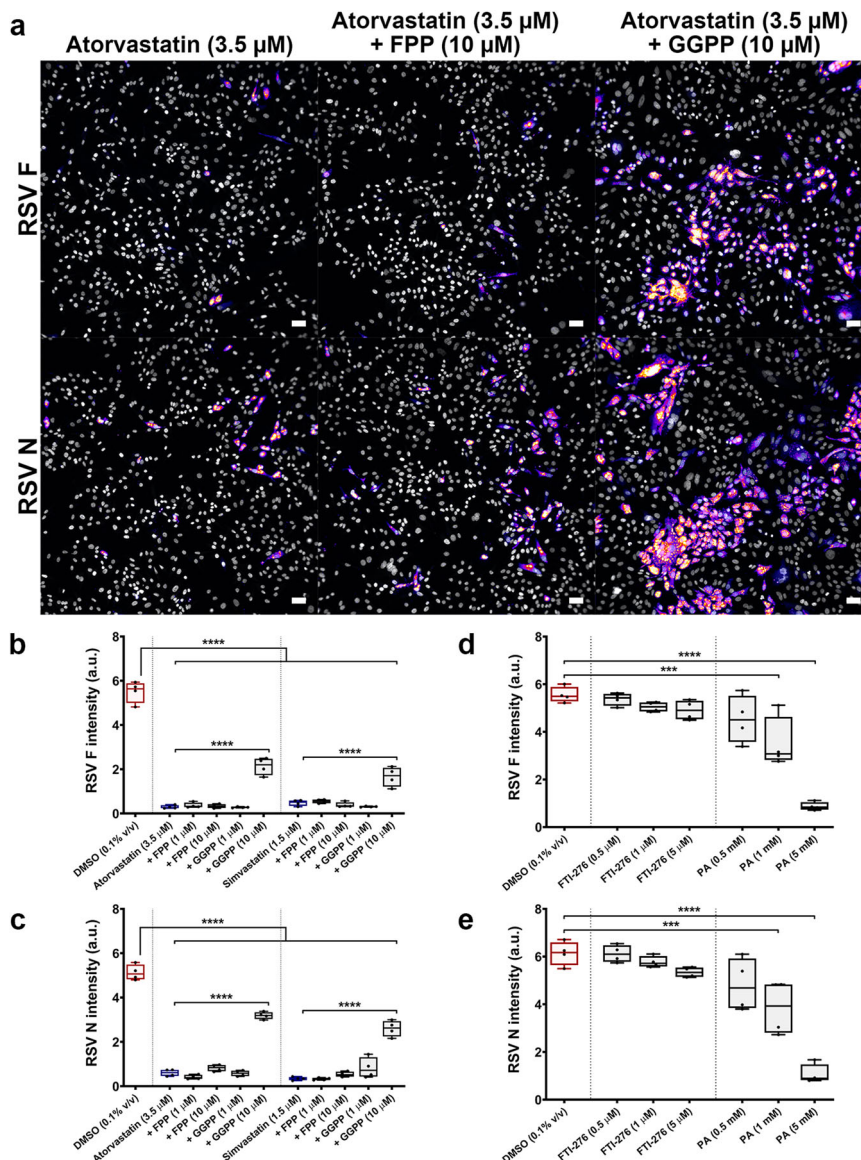 a
Atorvastatin (3.5 µM)
Atorvastatin (3.5 µM)
+ FPP (10 µM)
Atorvastatin (3.5 µM)
+ GGPP (10 µM)
RSV F
RSV N
b
RSV F intensity (a.u.)
8
6
4
2
0
****
****
****
DMSO (0.1% v/v)
Atorvastatin (3.5 µM)
+ FPP (1 µM)
+ FPP (10 µM)
+ GGPP (1 µM)
+ GGPP (10 µM)
Simvastatin (1.5 µM)
+ FPP (1 µM)
+ FPP (10 µM)
+ GGPP (1 µM)
+ GGPP (10 µM)
d
RSV F intensity (a.u.)
8
6
4
2
0
****
***
DMSO (0.1% v/v)
FTI-276 (0.5 µM)
FTI-276 (1 µM)
FTI-276 (5 µM)
PA (0.5 mM)
PA (1 mM)
PA (5 mM)
c
RSV N intensity (a.u.)
8
6
4
2
0
****
****
****
DMSO (0.1% v/v)
Atorvastatin (3.5 µM)
+ FPP (1 µM)
+ FPP (10 µM)
+ GGPP (1 µM)
+ GGPP (10 µM)
Simvastatin (1.5 µM)
+ FPP (1 µM)
+ FPP (10 µM)
+ GGPP (1 µM)
+ GGPP (10 µM)
e
RSV N intensity (a.u.)
8
6
4
2
0
****
***
DMSO (0.1% v/v)
FTI-276 (0.5 µM)
FTI-276 (1 µM)
FTI-276 (5 µM)
PA (0.5 mM)
PA (1 mM)
PA (5 mM)